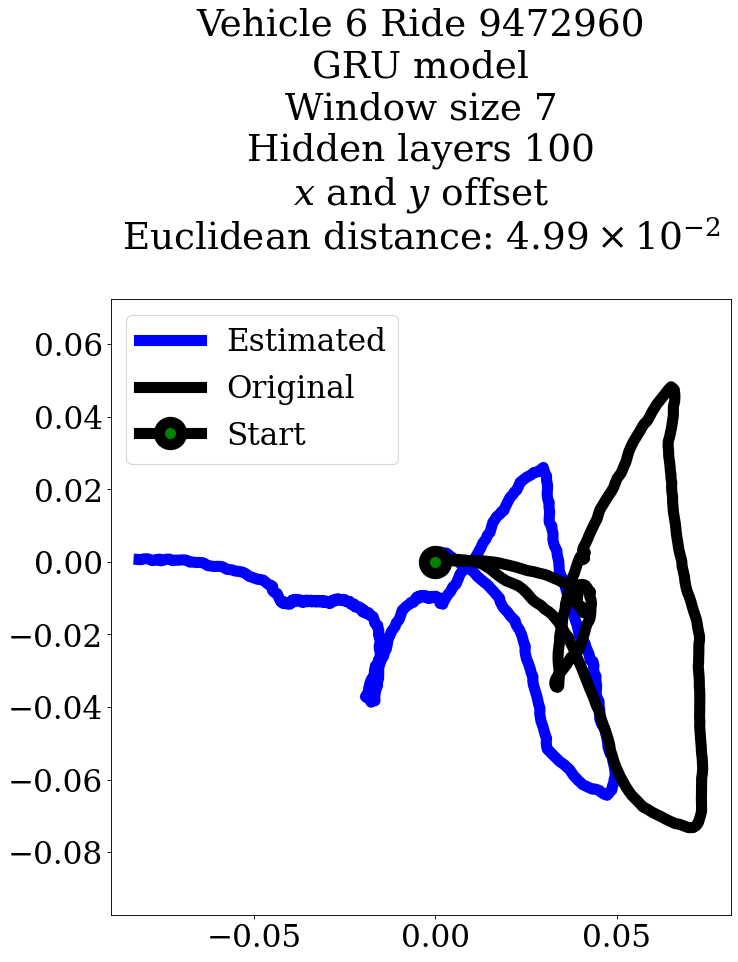 Vehicle 6 Ride 9472960
GRU model
Window size 7
Hidden layers 100
x and y offset
Euclidean distance: 4.99 × 10⁻²
Estimated
Original
Start
0.06
0.04
0.02
0.00
−0.02
−0.04
−0.06
−0.08
−0.05 0.00 0.05